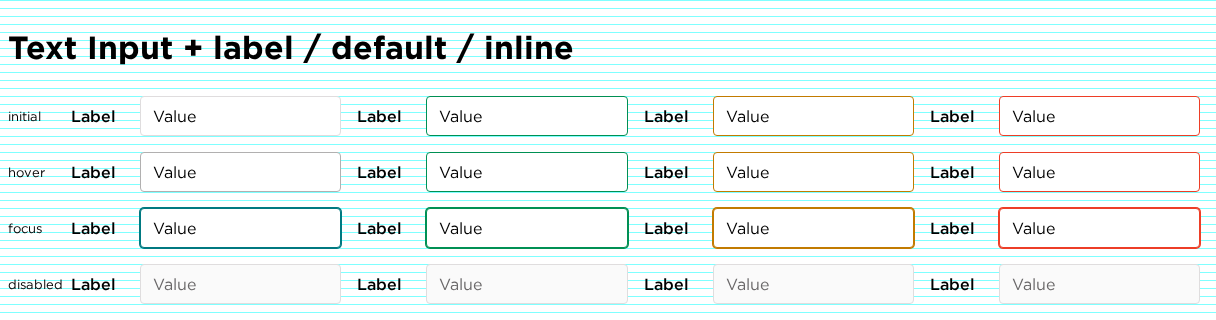 Text Input + label / default / inline
initial Label Value Label Value Label Value Label Value
hover Label Value Label Value Label Value Label Value
focus Label Value Label Value Label Value Label Value
disabled Label Value Label Value Label Value Label Value